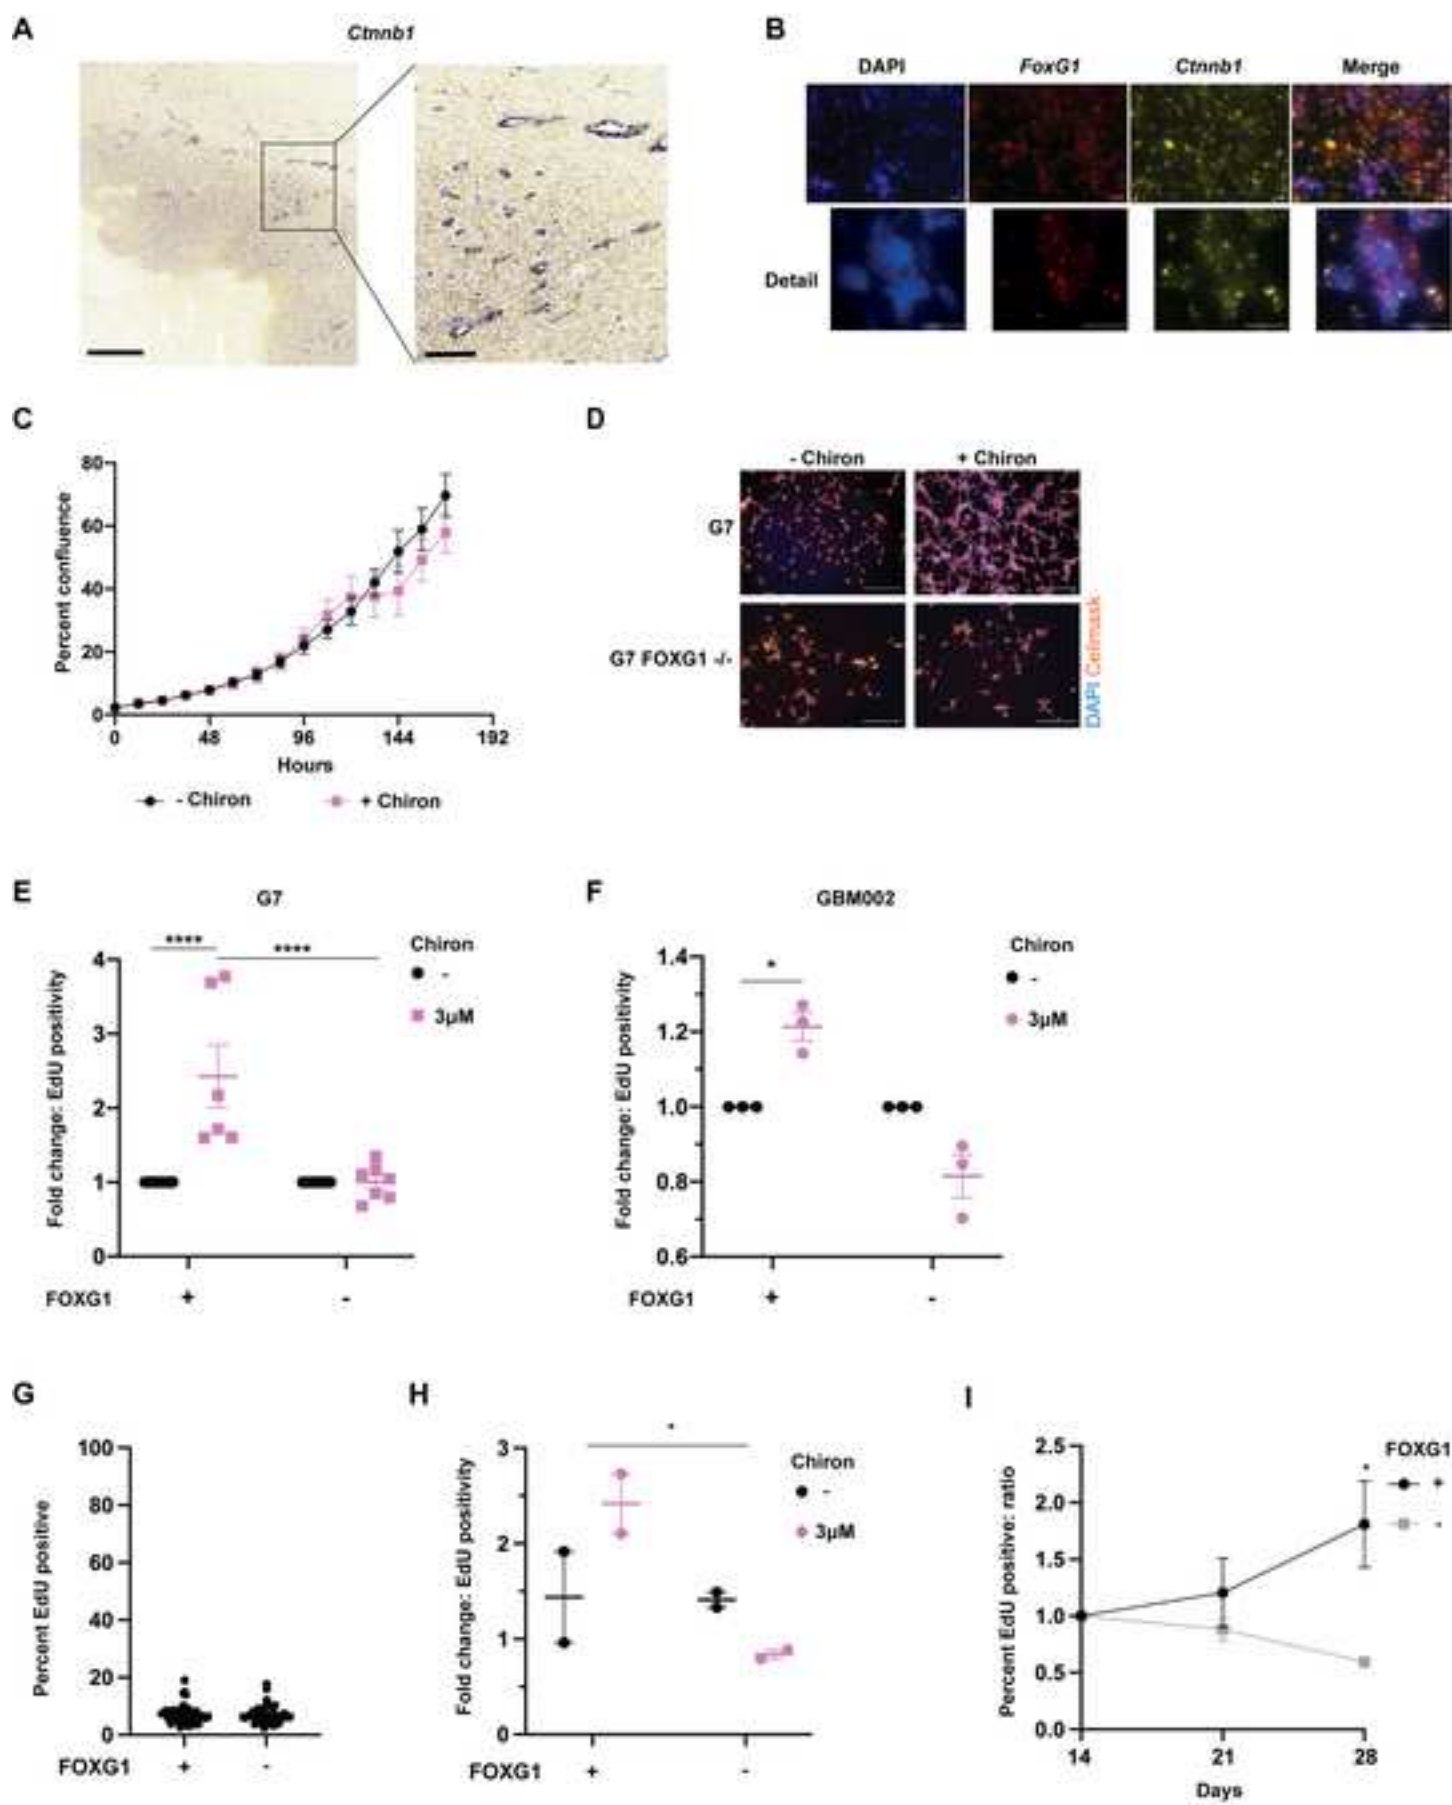 A
Ctnnb1
B
DAPI FoxG1 Ctnnb1 Merge
Detail
C
Percent confluence
80
60
40
20
0
0 48 96 144 192
Hours
- Chiron + Chiron
D
- Chiron + Chiron
G7
G7 FOXG1 -/-
DAPI Cellmask
E
G7
Fold change: EdU positivity
4
3
2
1
0
**** ****
Chiron
-
3µM
FOXG1 + -
F
GBM002
Fold change: EdU positivity
1.4
1.2
1.0
0.8
0.6
*
Chiron
-
3µM
FOXG1 + -
G
Percent EdU positive
100
80
60
40
20
0
FOXG1 + -
H
Fold change: EdU positivity
3
2
1
0
*
Chiron
-
3µM
FOXG1 + -
I
Percent EdU positive: ratio
2.5
2.0
1.5
1.0
0.5
0.0
14 21 28
Days
*
FOXG1
+
-